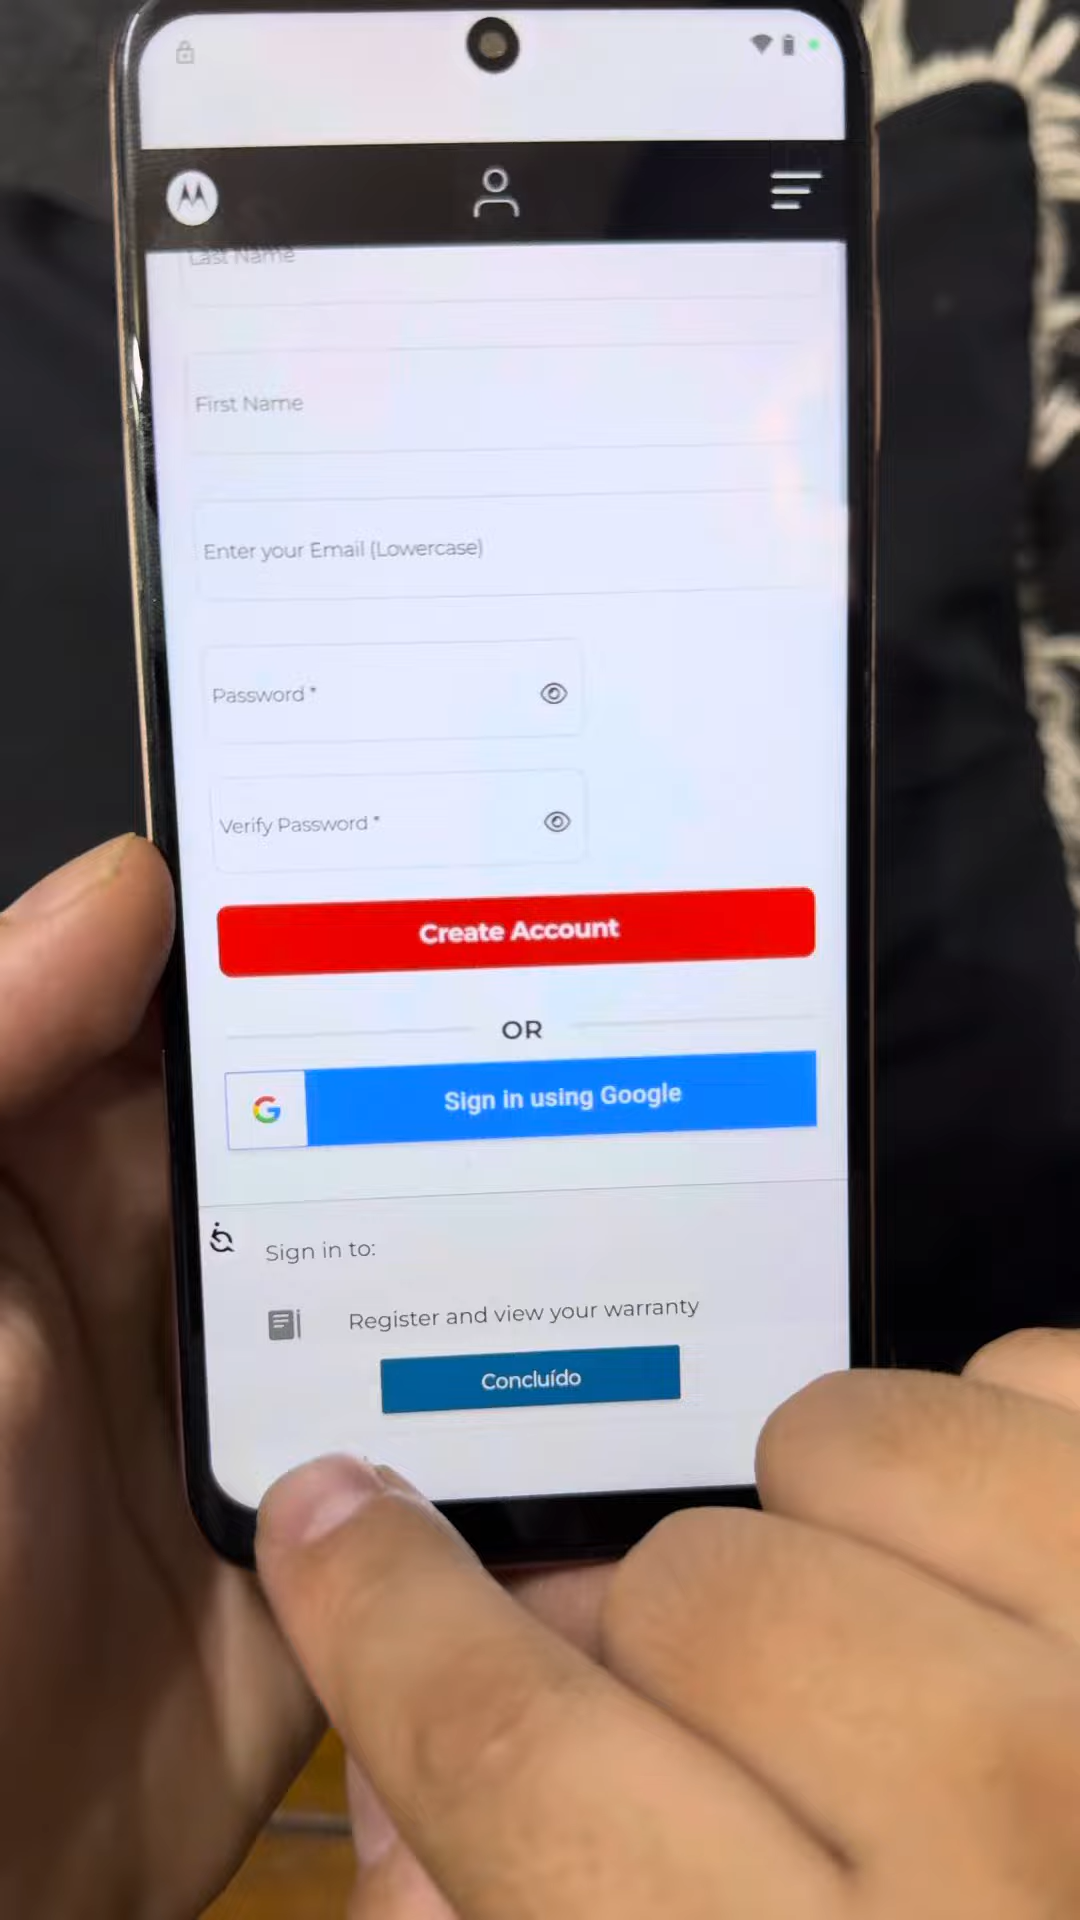 Last Name
First Name
Enter your Email (Lowercase)
Password *
Verify Password *
Create Account
OR
G Sign in using Google
Sign in to:
Register and view your warranty
Concluído